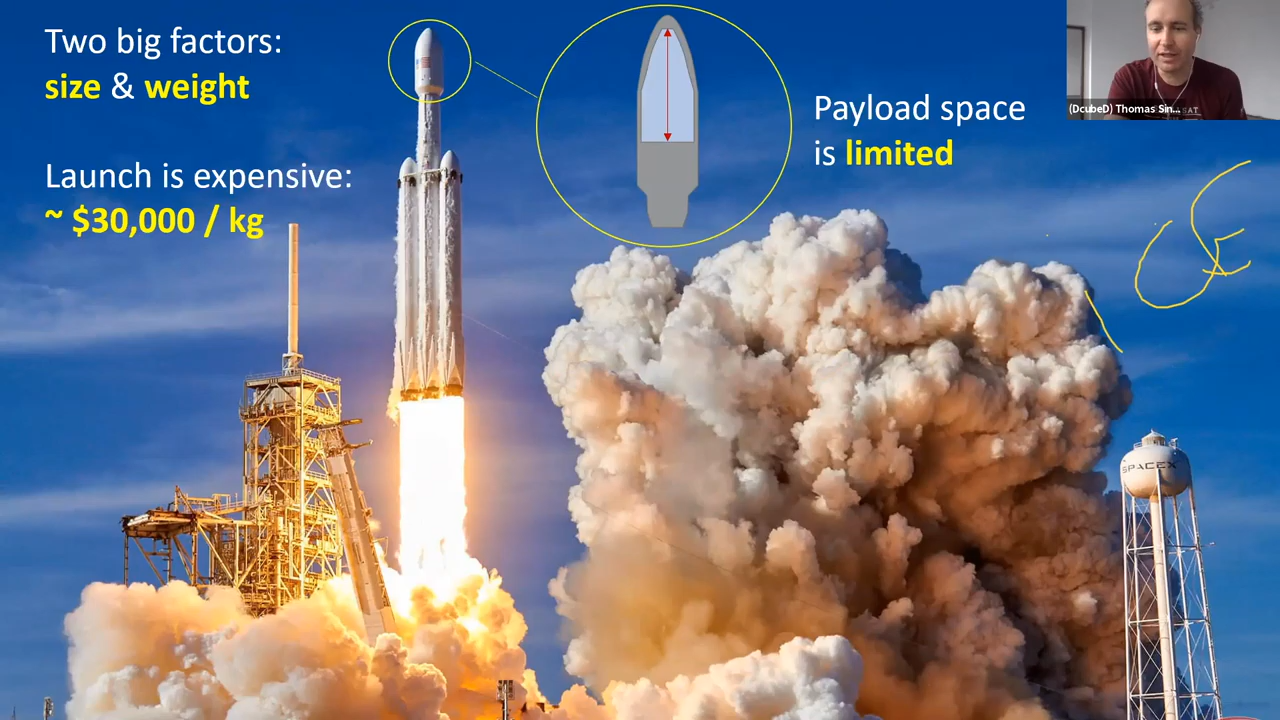 Two big factors:
size & weight
Launch is expensive:
~ $30,000 / kg
Payload space
is limited
(DcubeD) Thomas Sin...
SAT
SPACEX